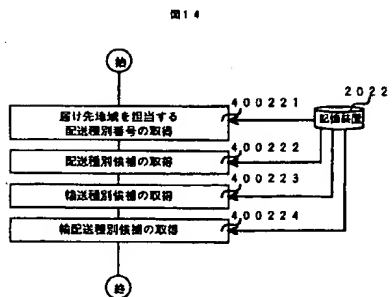 図14
始
400221
2022
届け先地域を担当する
配送種別番号の取得
記憶装置
400222
配送種別候補の取得
400223
輸送種別候補の取得
400224
輸配送種別候補の取得
終